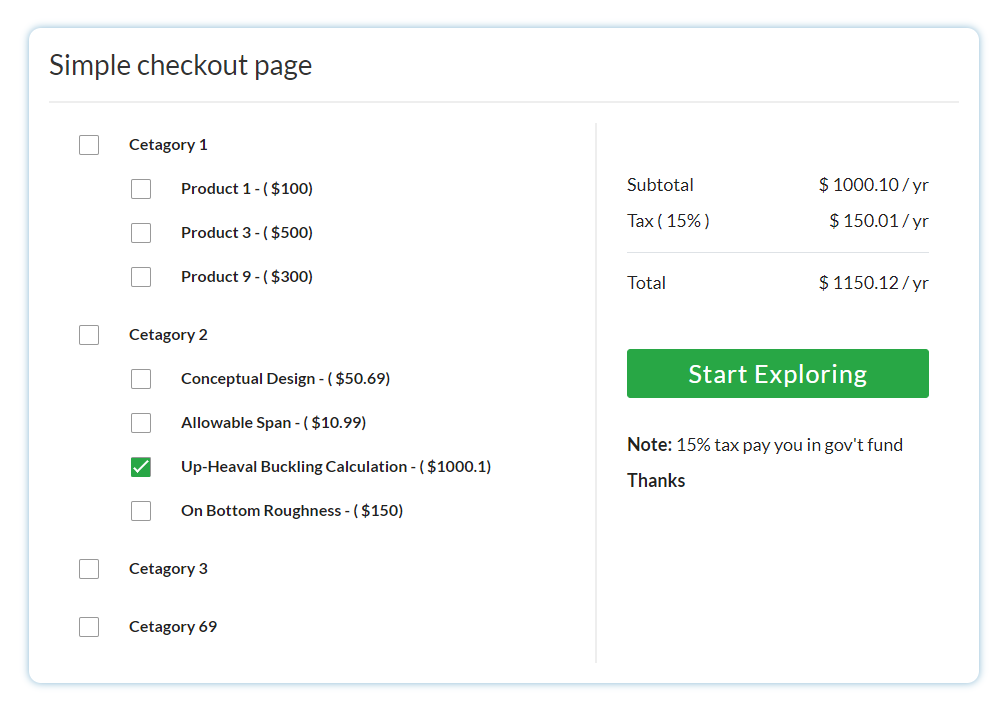 Simple checkout page
Cetagory 1
Product 1 - ( $100)
Product 3 - ( $500)
Product 9 - ( $300)
Cetagory 2
Conceptual Design - ( $50.69)
Allowable Span - ( $10.99)
Up-Heaval Buckling Calculation - ( $1000.1)
On Bottom Roughness - ( $150)
Cetagory 3
Cetagory 69
Subtotal $ 1000.10 / yr
Tax ( 15% ) $ 150.01 / yr
Total $ 1150.12 / yr
Start Exploring
Note: 15% tax pay you in gov't fund
Thanks